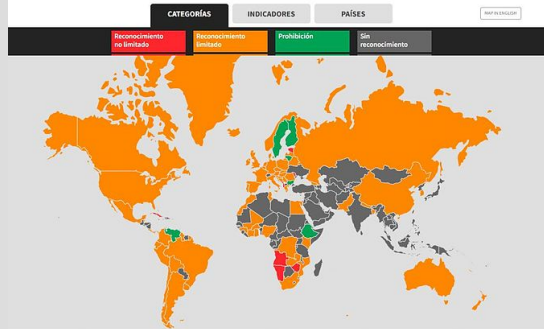 CATEGORÍAS
INDICADORES
PAÍSES
MAP IN ENGLISH
Reconocimiento
no limitado
Reconocimiento
limitado
Prohibición
Sin
reconocimiento